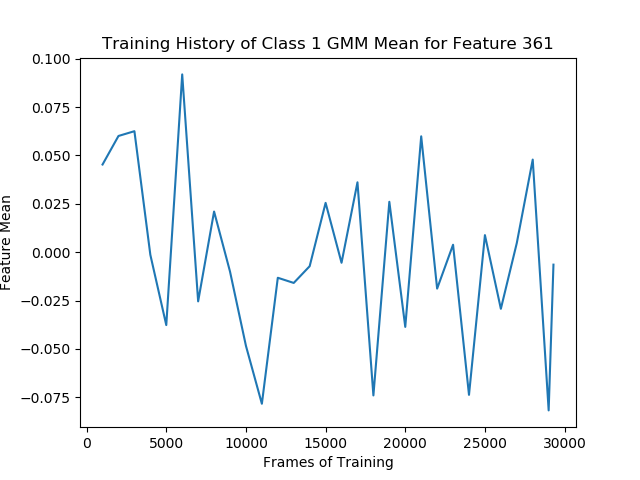 Training History of Class 1 GMM Mean for Feature 361
0.100
0.075
0.050
0.025
0.000
−0.025
−0.050
−0.075
Feature Mean
0 5000 10000 15000 20000 25000 30000
Frames of Training